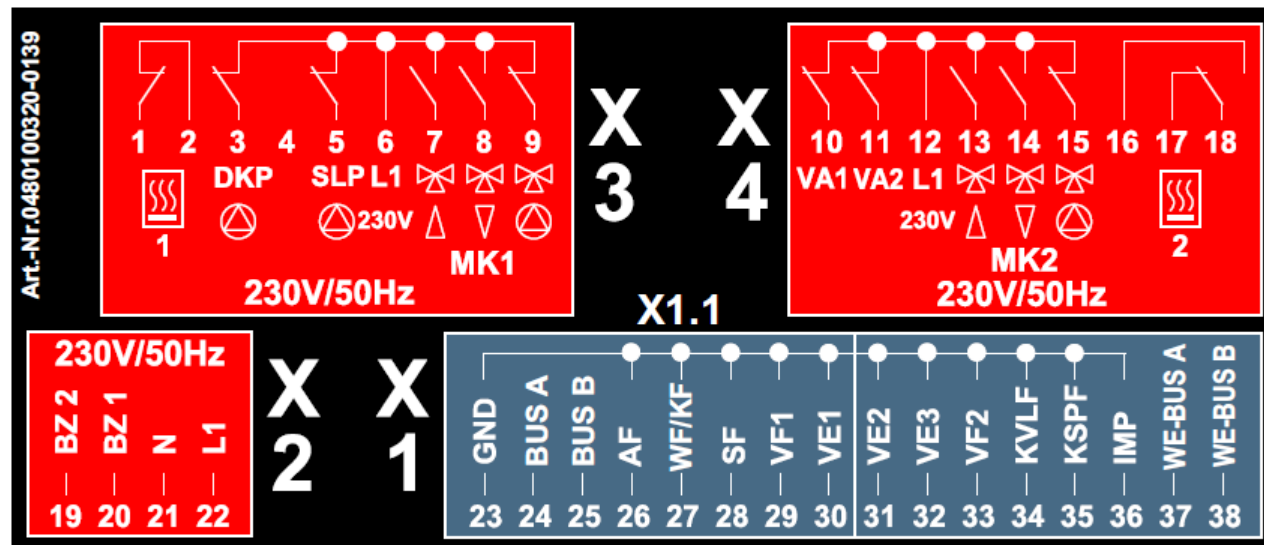 Art.-Nr.0480100320-0139
1 2 3 4 5 6 7 8 9
DKP SLP L1
230V
1
MK1
230V/50Hz
X
3
X
4
10 11 12 13 14 15 16 17 18
VA1 VA2 L1
230V
2
MK2
230V/50Hz
X1.1
230V/50Hz
BZ 2 BZ 1 N L1
19 20 21 22
X
2
X
1
GND BUS A BUS B AF WF/KF SF VF1 VE1 VE2 VE3 VF2 KVLF KSPF IMP WE-BUS A WE-BUS B
23 24 25 26 27 28 29 30 31 32 33 34 35 36 37 38